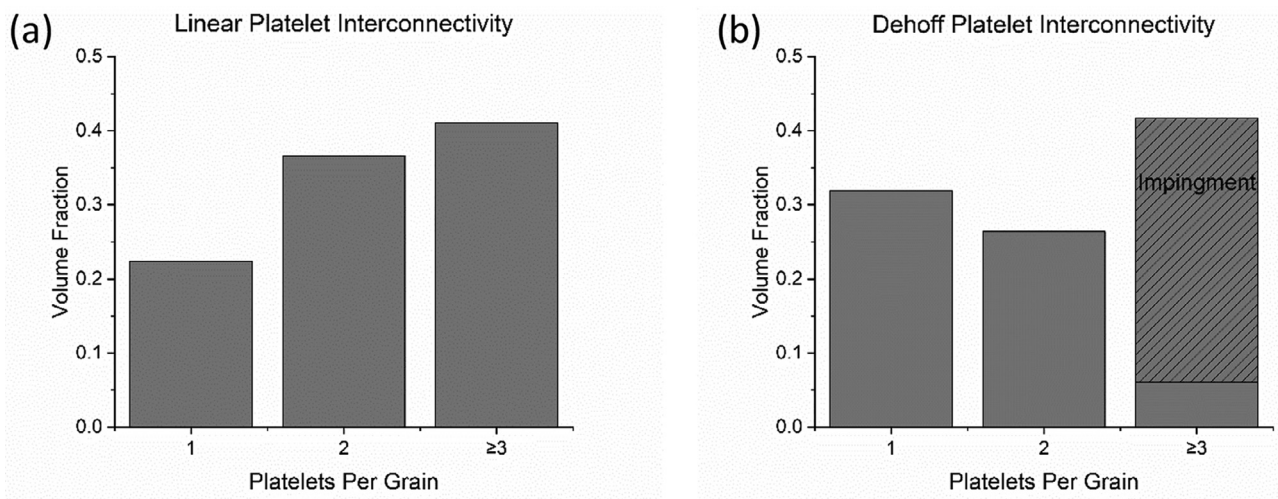 (a)
Linear Platelet Interconnectivity
0.5
0.4
0.3
0.2
0.1
0.0
Volume Fraction
1 2 ≥3
Platelets Per Grain
(b)
Dehoff Platelet Interconnectivity
0.5
0.4
0.3
0.2
0.1
0.0
Volume Fraction
Impingment
1 2 ≥3
Platelets Per Grain